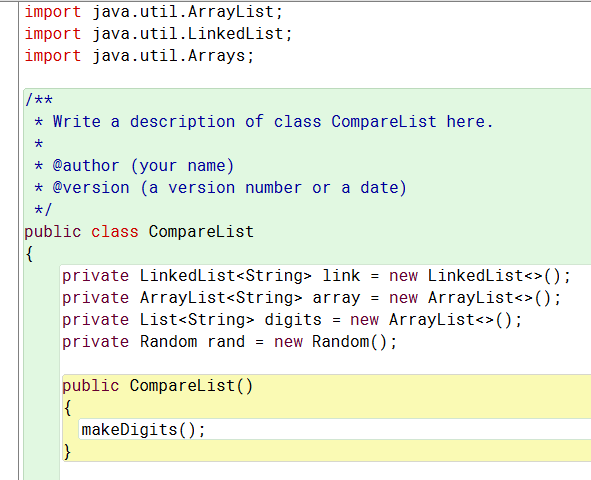 import java.util.ArrayList;
import java.util.LinkedList;
import java.util.Arrays;
/**
 * Write a description of class CompareList here.
 *
 * @author (your name)
 * @version (a version number or a date)
 */
public class CompareList
{
    private LinkedList<String> link = new LinkedList<>();
    private ArrayList<String> array = new ArrayList<>();
    private List<String> digits = new ArrayList<>();
    private Random rand = new Random();
    public CompareList()
    {
      makeDigits();
    }